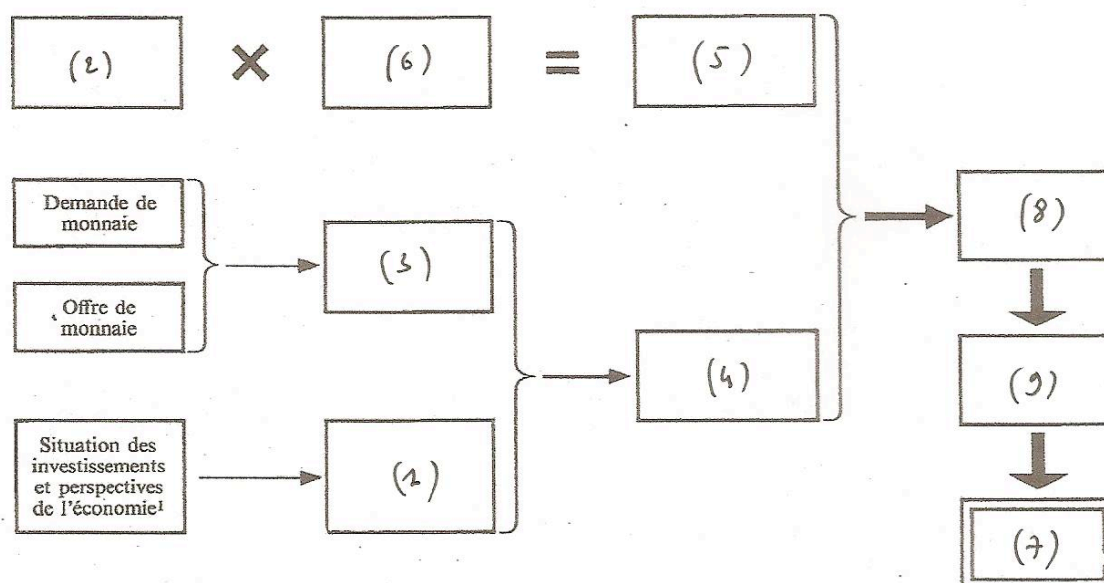 (2) × (6) = (5)
Demande de
monnaie
(8)
(3)
Offre de
monnaie
(4)
(9)
Situation des
investissements
et perspectives
de l'économie¹
(1)
(7)